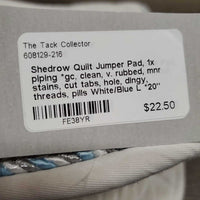 The Tack Collector
608129-216
Shedrow Quilt Jumper Pad, 1x
piping *gc, clean, v. rubbed, mnr
stains, cut tabs, hole, dingy,
threads, pills White/Blue L *20"
$22.50
FE38YR